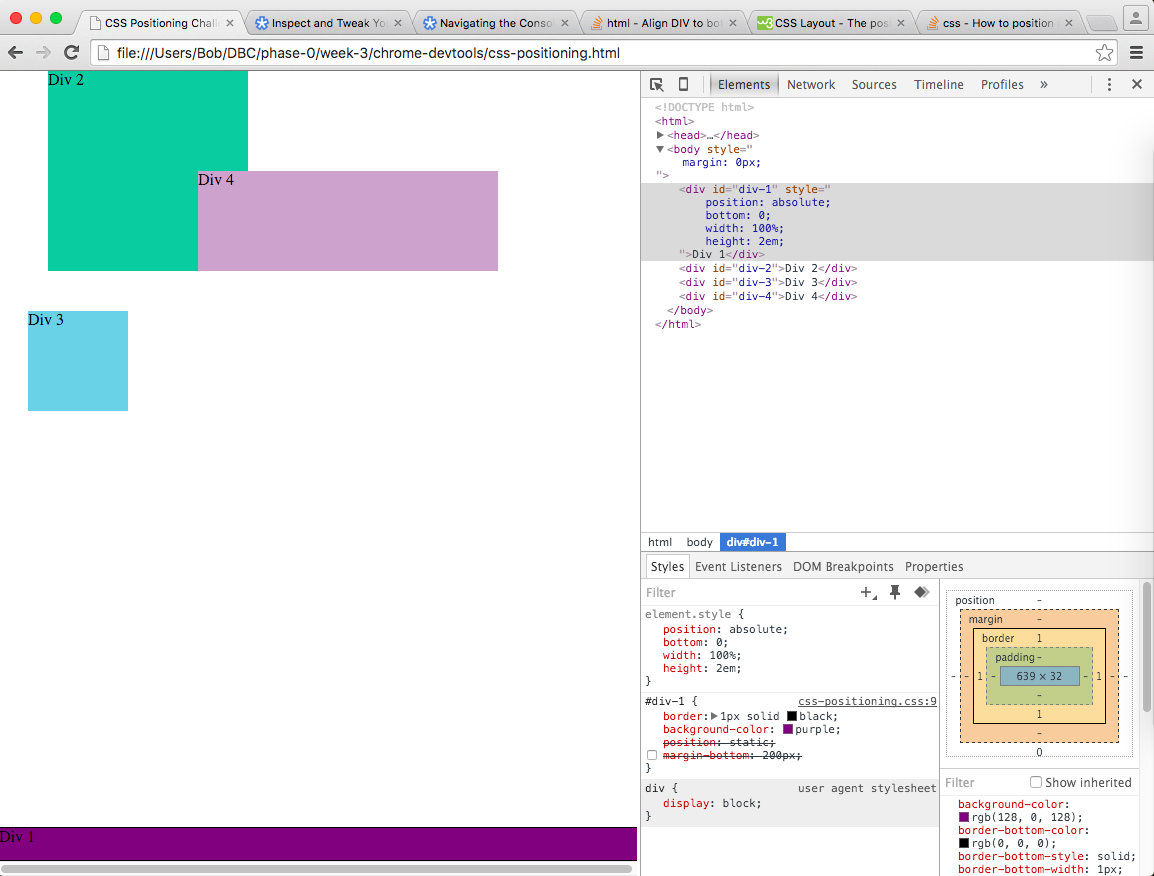 CSS Positioning Chall
Inspect and Tweak Yo
Navigating the Conso
html - Align DIV to bot
CSS Layout - The pos
css - How to position
file:///Users/Bob/DBC/phase-0/week-3/chrome-devtools/css-positioning.html
Div 2
Div 4
Div 3
Div 1
Elements Network Sources Timeline Profiles »
<!DOCTYPE html>
<html>
<head>…</head>
<body style="
margin: 0px;
">
<div id="div-1" style="
position: absolute;
bottom: 0;
width: 100%;
height: 2em;
">Div 1</div>
<div id="div-2">Div 2</div>
<div id="div-3">Div 3</div>
<div id="div-4">Div 4</div>
</body>
</html>
html body div#div-1
Styles Event Listeners DOM Breakpoints Properties
Filter
element.style {
position: absolute;
bottom: 0;
width: 100%;
height: 2em;
}
#div-1 { css-positioning.css:9
border: 1px solid black;
background-color: purple;
position: static;
margin-bottom: 200px;
}
div { user agent stylesheet
display: block;
}
position -
margin -
border 1
padding -
- - 1 - 639 × 32 - 1 - -
-
1
-
0
Filter Show inherited
background-color:
rgb(128, 0, 128);
border-bottom-color:
rgb(0, 0, 0);
border-bottom-style: solid;
border-bottom-width: 1px;